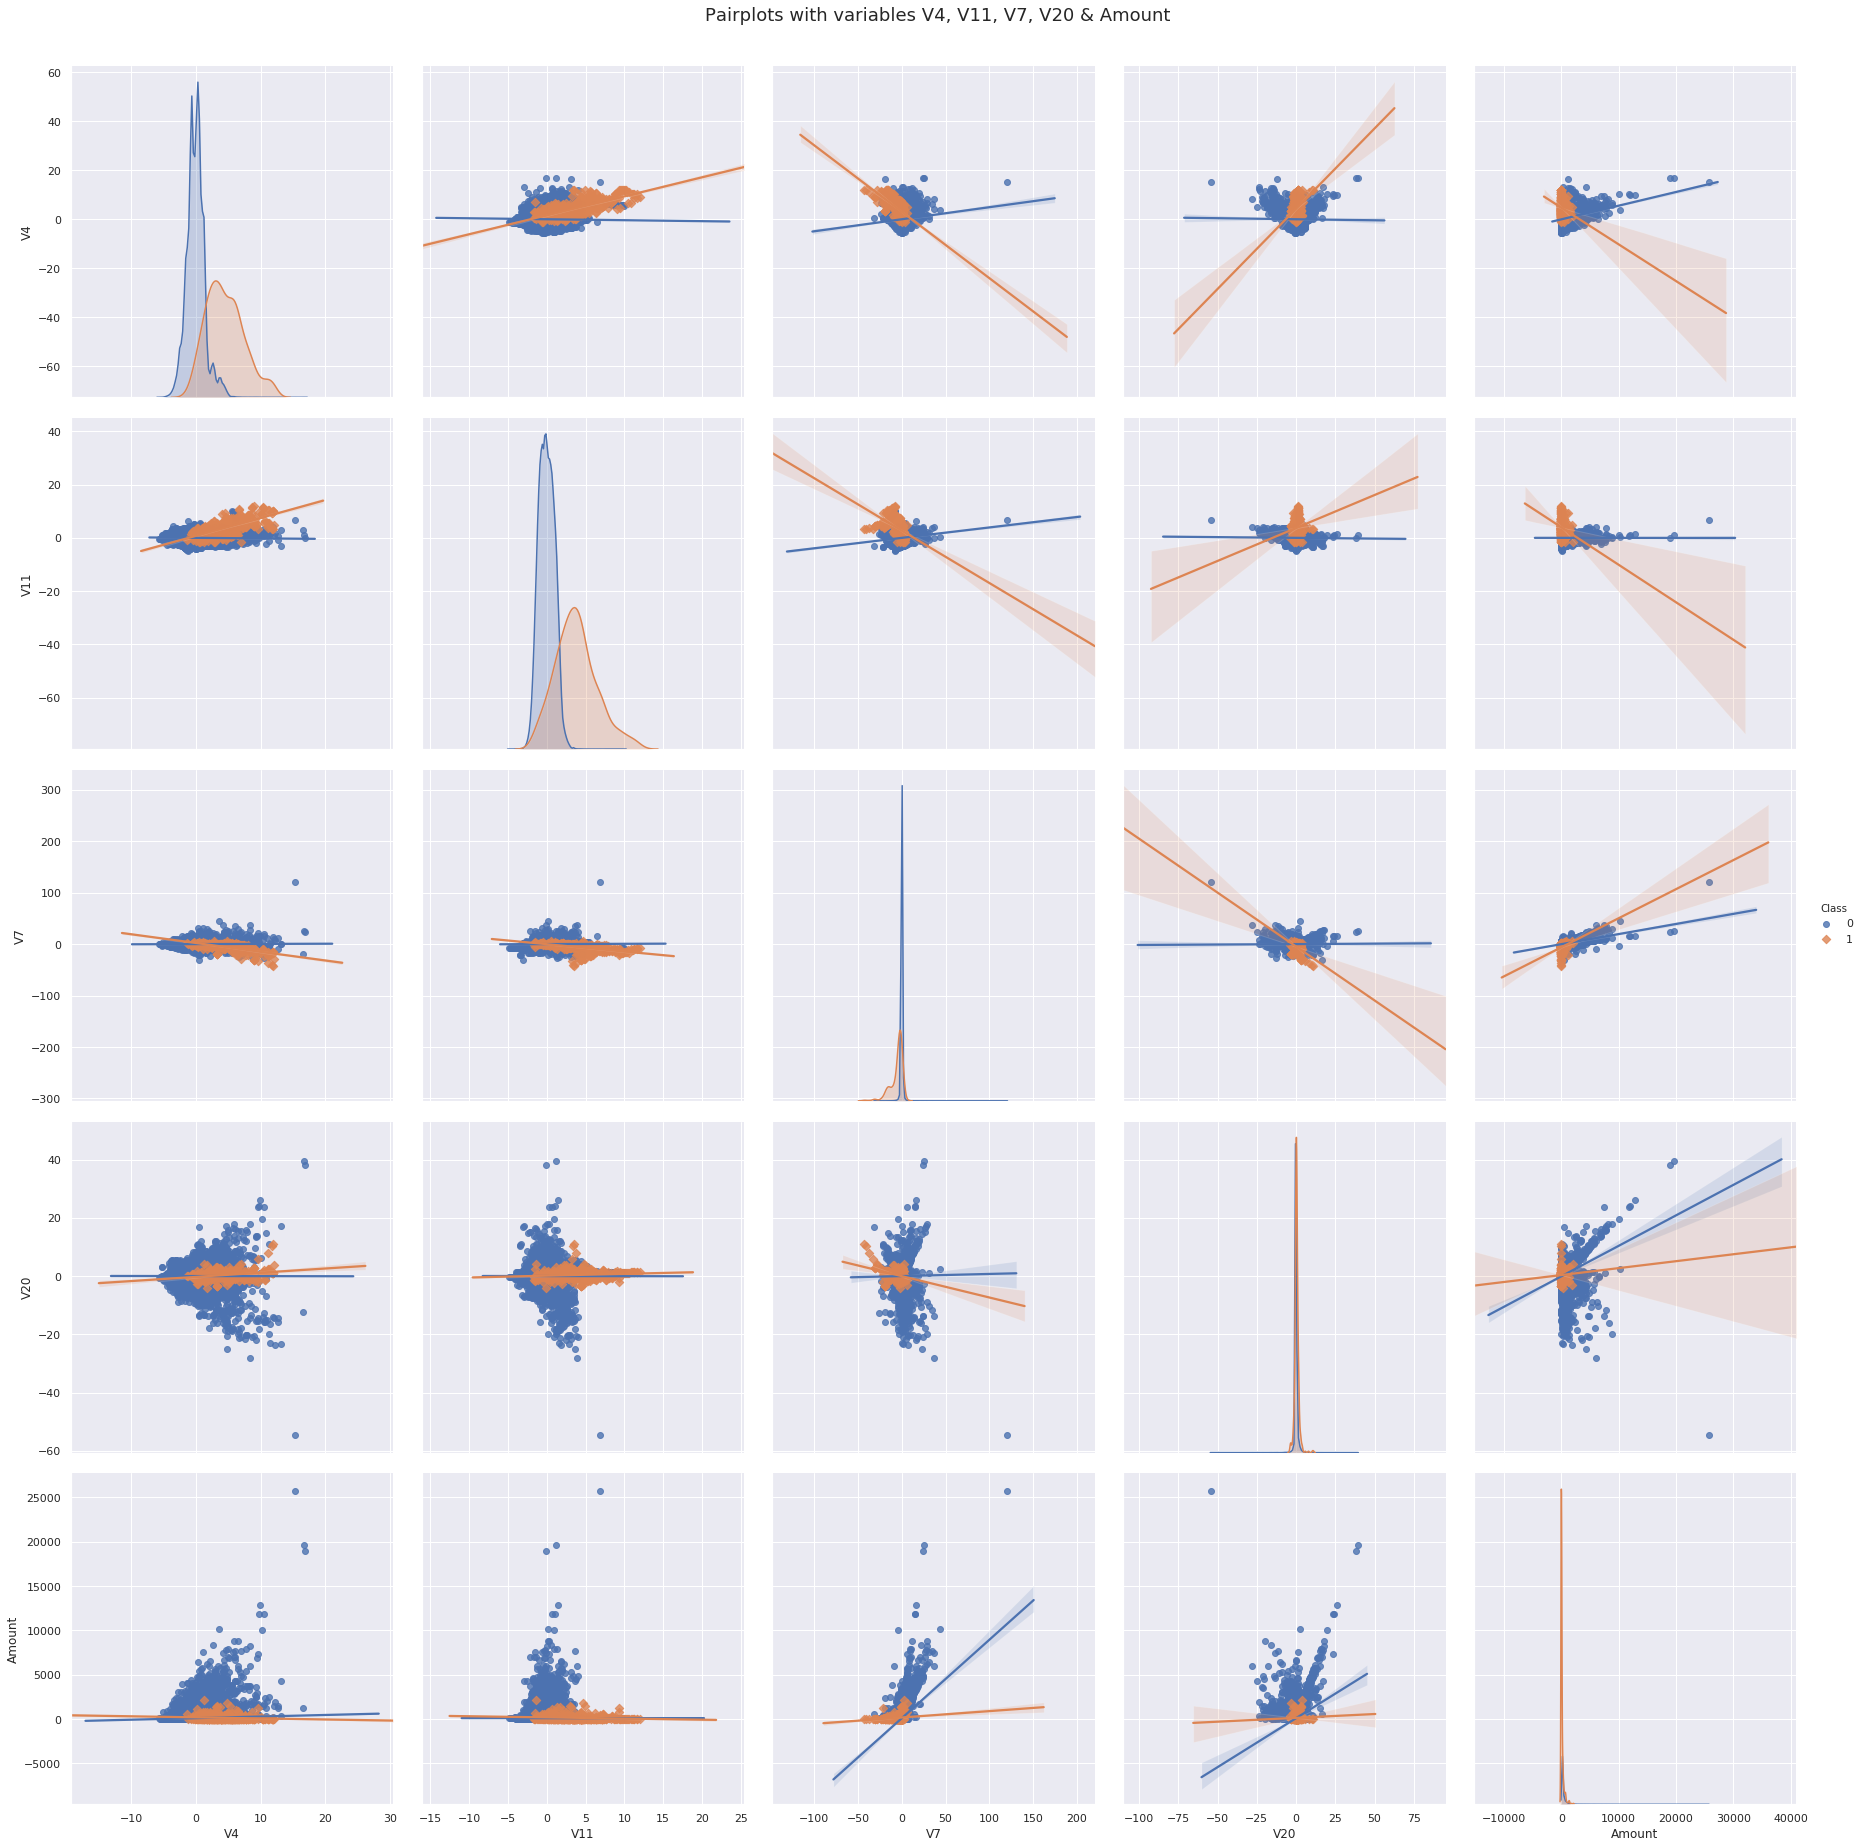 Pairplots with variables V4, V11, V7, V20 & Amount
60
40
20
0
−20
−40
−60
V4
40
20
0
−20
−40
−60
V11
300
200
100
0
−100
−200
−300
V7
Class
0
1
40
20
0
−20
−40
−60
V20
25000
20000
15000
10000
5000
0
−5000
Amount
−10 0 10 20 30
V4
−15 −10 −5 0 5 10 15 20 25
V11
−100 −50 0 50 100 150 200
V7
−100 −75 −50 −25 0 25 50 75
V20
−10000 0 10000 20000 30000 40000
Amount